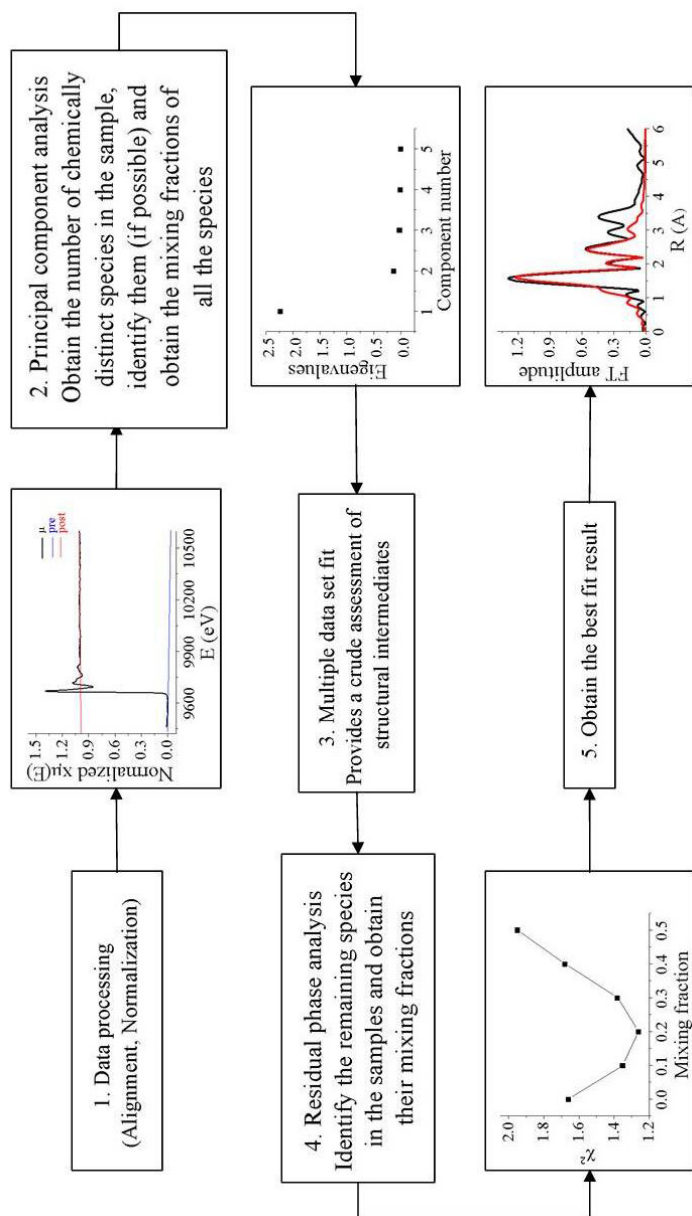 1. Data processing
(Alignment, Normalization)
Normalized xμ(E)
1.5
1.2
0.9
0.6
0.3
0.0
μ
pre
post
9600
9900
10200
10500
E (eV)
2. Principal component analysis
Obtain the number of chemically
distinct species in the sample,
identify them (if possible) and
obtain the mixing fractions of
all the species
Eigenvalues
2.5
2.0
1.5
1.0
0.5
0.0
1 2 3 4 5
Component number
3. Multiple data set fit
Provides a crude assessment of
structural intermediates
4. Residual phase analysis
Identify the remaining species
in the samples and obtain
their mixing fractions
χ²
2.0
1.8
1.6
1.4
1.2
0.0 0.1 0.2 0.3 0.4 0.5
Mixing fraction
5. Obtain the best fit result
FT amplitude
1.2
0.9
0.6
0.3
0.0
0 1 2 3 4 5 6
R (A)